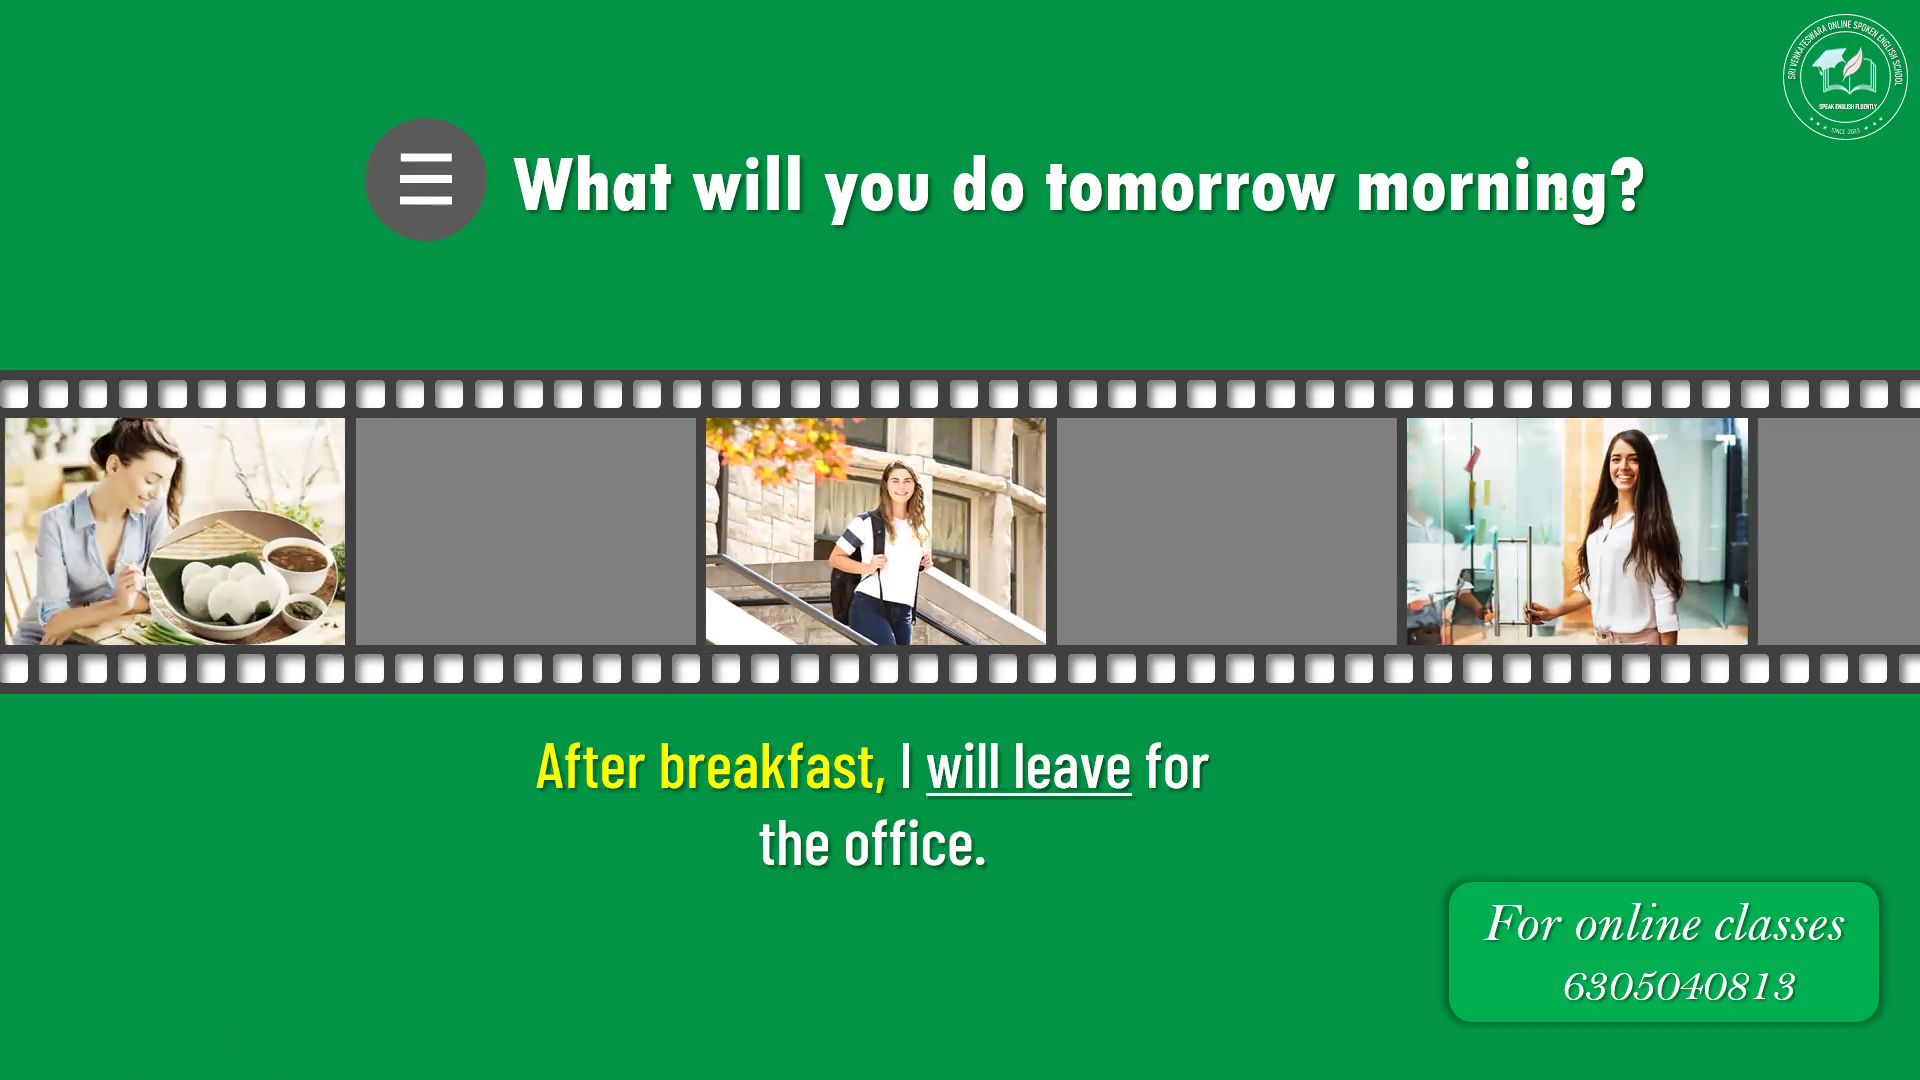 SRI VENKATESWARA ONLINE SPOKEN ENGLISH SCHOOL
SPEAK ENGLISH FLUENTLY
SINCE 2023
What will you do tomorrow morning?
After breakfast, I will leave for
the office.
For online classes
6305040813